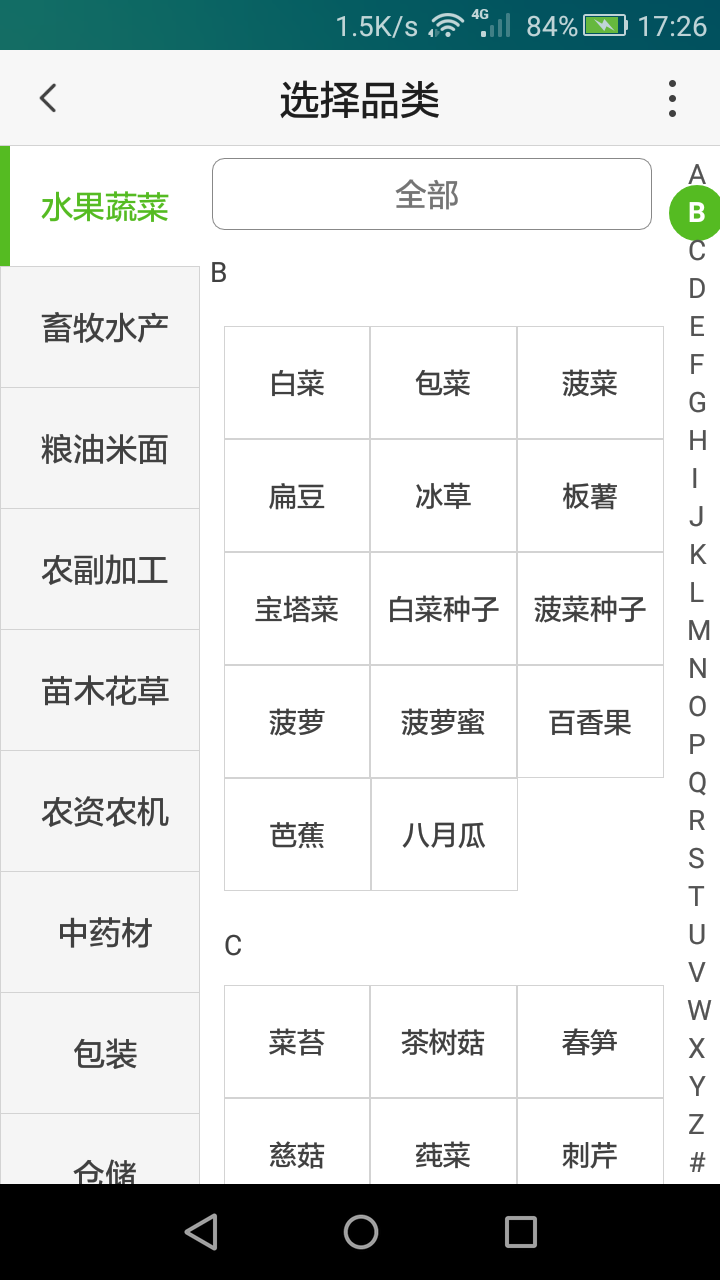 1.5K/s 4G 84% 17:26
选择品类
水果蔬菜
畜牧水产
粮油米面
农副加工
苗木花草
农资农机
中药材
包装
仓储
全部
B
白菜 包菜 菠菜
扁豆 冰草 板薯
宝塔菜 白菜种子 菠菜种子
菠萝 菠萝蜜 百香果
芭蕉 八月瓜
C
菜苔 茶树菇 春笋
慈菇 莼菜 刺芹
A
B
C
D
E
F
G
H
I
J
K
L
M
N
O
P
Q
R
S
T
U
V
W
X
Y
Z
#